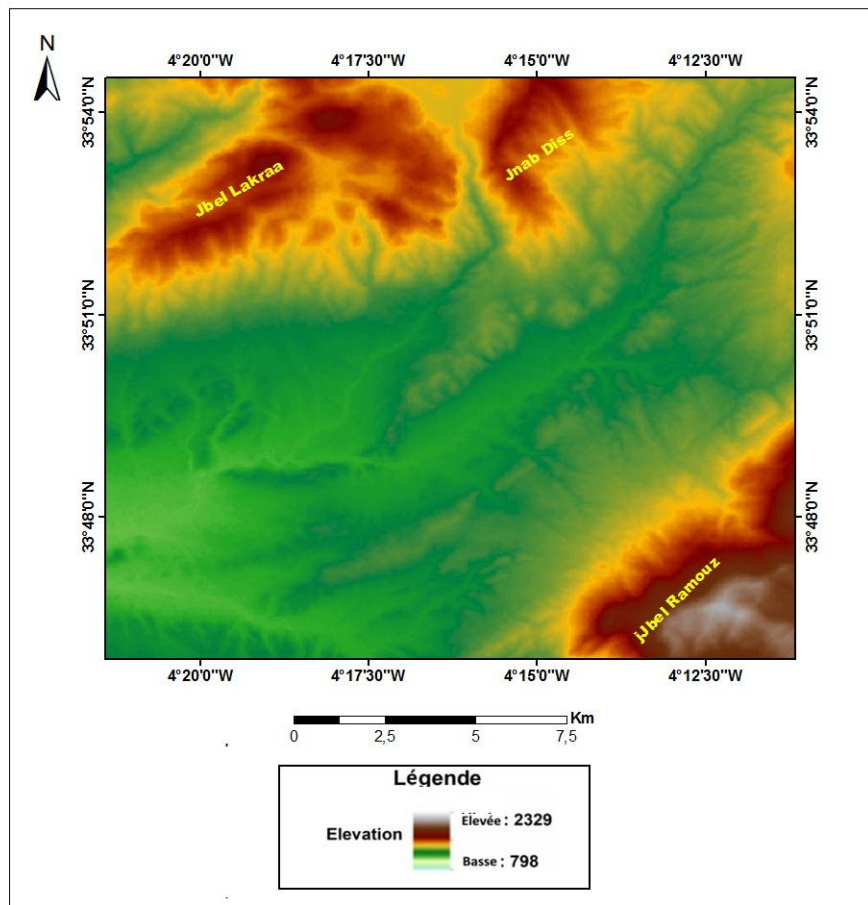 N
4°20'0"W 4°17'30"W 4°15'0"W 4°12'30"W
33°54'0"N 33°54'0"N
Jnab Diss
Jbel Lakraa
33°51'0"N 33°51'0"N
33°48'0"N 33°48'0"N
jJbel Ramouz
4°20'0"W 4°17'30"W 4°15'0"W 4°12'30"W
Km
0 2,5 5 7,5
Légende
Elevée : 2329
Elevation
Basse : 798